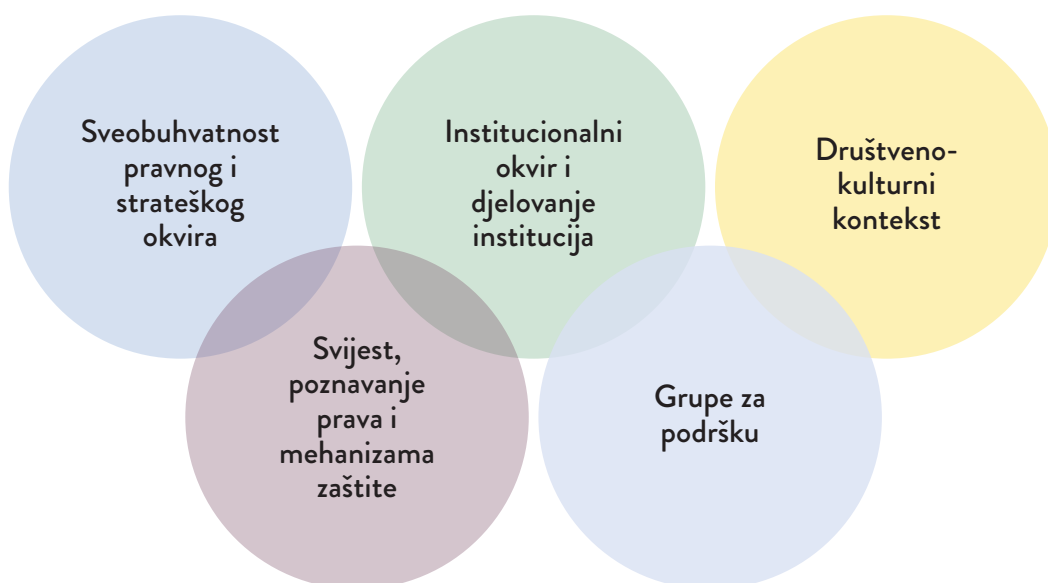 Sveobuhvatnost
pravnog i
strateškog
okvira
Institucionalni
okvir i
djelovanje
institucija
Društveno-
kulturni
kontekst
Svijest,
poznavanje
prava i
mehanizama
zaštite
Grupe za
podršku